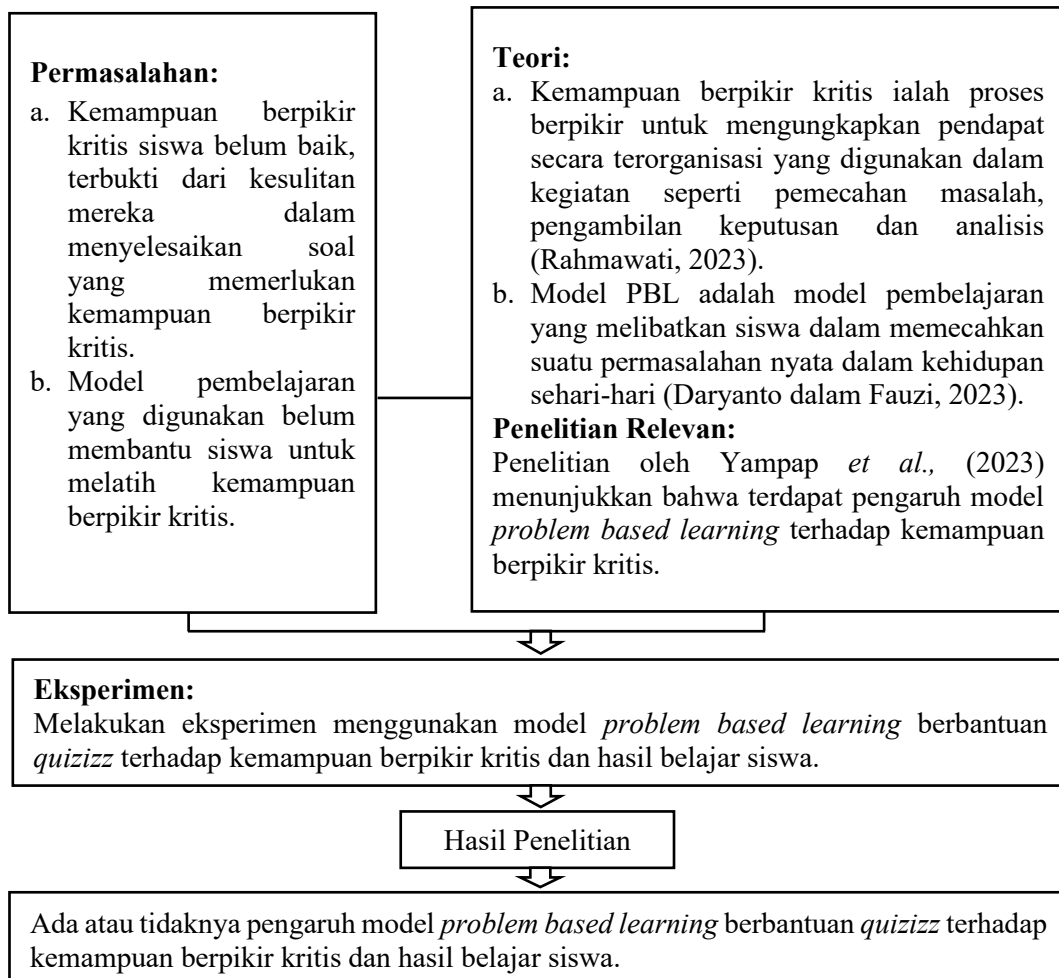 Permasalahan:
a. Kemampuan berpikir
kritis siswa belum baik,
terbukti dari kesulitan
mereka dalam
menyelesaikan soal
yang memerlukan
kemampuan berpikir
kritis.
b. Model pembelajaran
yang digunakan belum
membantu siswa untuk
melatih kemampuan
berpikir kritis.
Teori:
a. Kemampuan berpikir kritis ialah proses
berpikir untuk mengungkapkan pendapat
secara terorganisasi yang digunakan dalam
kegiatan seperti pemecahan masalah,
pengambilan keputusan dan analisis
(Rahmawati, 2023).
b. Model PBL adalah model pembelajaran
yang melibatkan siswa dalam memecahkan
suatu permasalahan nyata dalam kehidupan
sehari-hari (Daryanto dalam Fauzi, 2023).
Penelitian Relevan:
Penelitian oleh Yampap et al., (2023)
menunjukkan bahwa terdapat pengaruh model
problem based learning terhadap kemampuan
berpikir kritis.
Eksperimen:
Melakukan eksperimen menggunakan model problem based learning berbantuan
quizizz terhadap kemampuan berpikir kritis dan hasil belajar siswa.
Hasil Penelitian
Ada atau tidaknya pengaruh model problem based learning berbantuan quizizz terhadap
kemampuan berpikir kritis dan hasil belajar siswa.